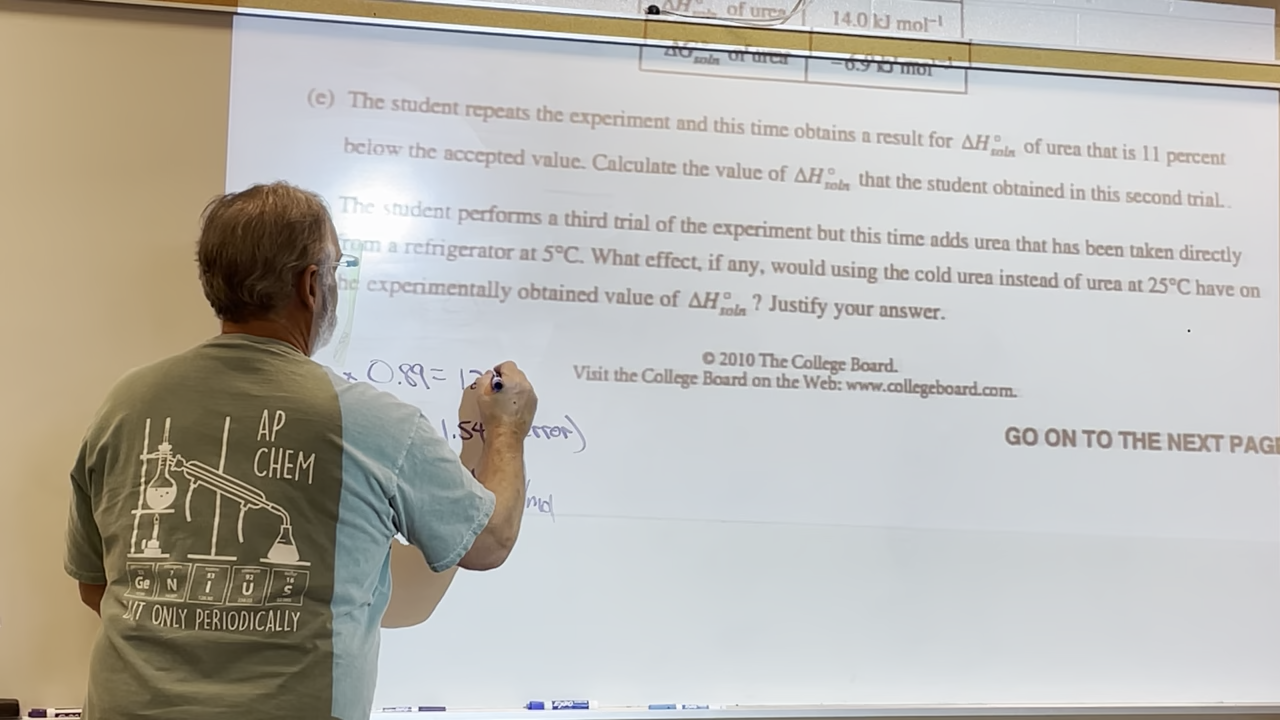 ΔH°soln of urea 14.0 kJ mol⁻¹
ΔG°soln of urea −6.9 kJ mol⁻¹
(e) The student repeats the experiment and this time obtains a result for ΔH°soln of urea that is 11 percent
below the accepted value. Calculate the value of ΔH°soln that the student obtained in this second trial.
The student performs a third trial of the experiment but this time adds urea that has been taken directly
from a refrigerator at 5°C. What effect, if any, would using the cold urea instead of urea at 25°C have on
the experimentally obtained value of ΔH°soln ? Justify your answer.
© 2010 The College Board.
Visit the College Board on the Web: www.collegeboard.com.
GO ON TO THE NEXT PAG
× 0.89 = 12
1.54 error)
/mol
AP
CHEM
Ge N I U S
BUT ONLY PERIODICALLY